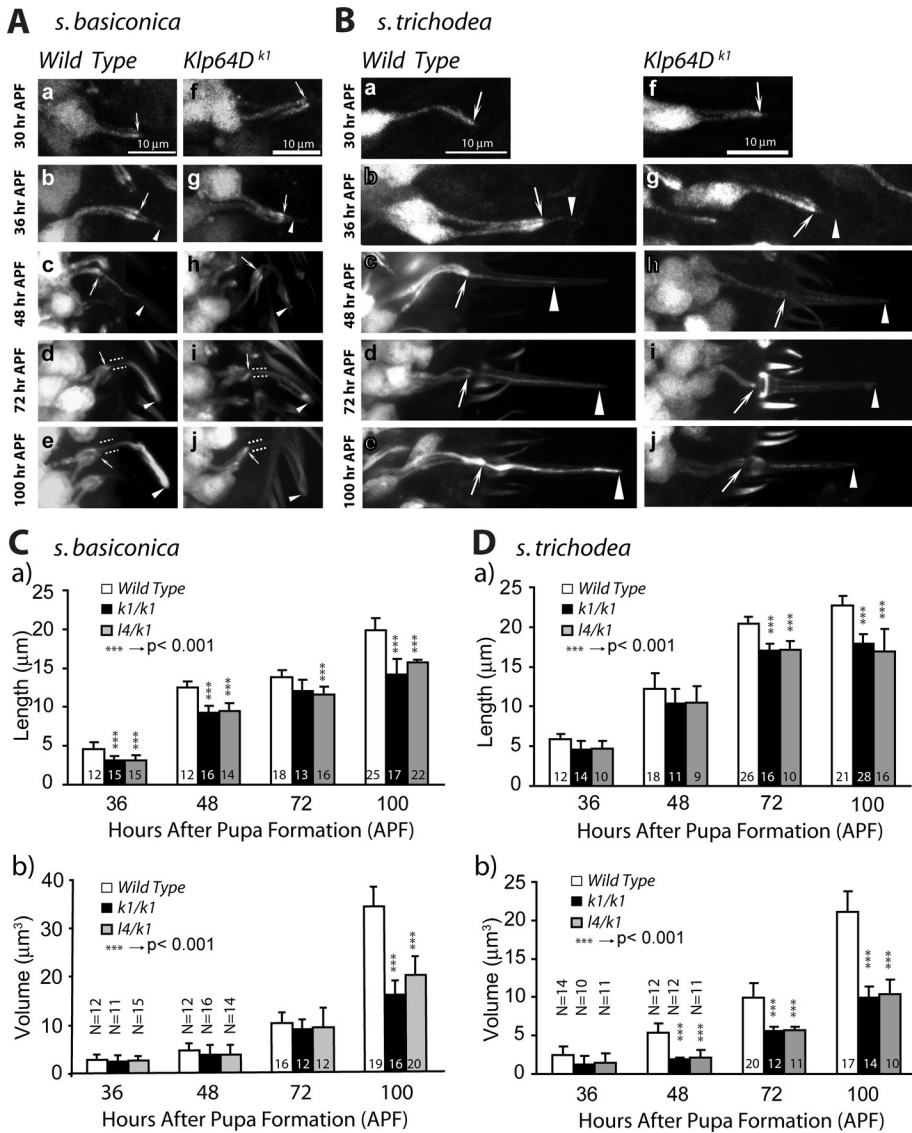 A s. basiconica
B s. trichodea
Wild Type Klp64D k1
Wild Type Klp64D k1
30 hr APF
a
10 µm
f
10 µm
30 hr APF
a
10 µm
f
10 µm
36 hr APF
b
g
36 hr APF
b
g
48 hr APF
c
h
48 hr APF
c
h
72 hr APF
d
i
72 hr APF
d
i
100 hr APF
e
j
100 hr APF
e
j
C s. basiconica
a)
Wild Type
k1/k1
l4/k1
*** → p< 0.001
Length (µm)
25
20
15
10
5
0
*** *** *** *** *** *** ***
12 15 15 12 16 14 18 13 16 25 17 22
36 48 72 100
Hours After Pupa Formation (APF)
b)
Wild Type
k1/k1
l4/k1
*** → p< 0.001
Volume (µm³)
40
30
20
10
0
N=12 N=11 N=15 N=12 N=16 N=14
*** ***
16 12 12 19 16 20
36 48 72 100
Hours After Pupa Formation (APF)
D s. trichodea
a)
Wild Type
k1/k1
l4/k1
*** → p< 0.001
Length (µm)
25
20
15
10
5
0
*** *** *** ***
12 14 10 18 11 9 26 16 10 21 28 16
36 48 72 100
Hours After Pupa Formation (APF)
b)
Wild Type
k1/k1
l4/k1
*** → p< 0.001
Volume (µm³)
25
20
15
10
5
0
N=14 N=10 N=11 N=12 N=12 N=11
*** *** *** *** *** ***
20 12 11 17 14 10
36 48 72 100
Hours After Pupa Formation (APF)